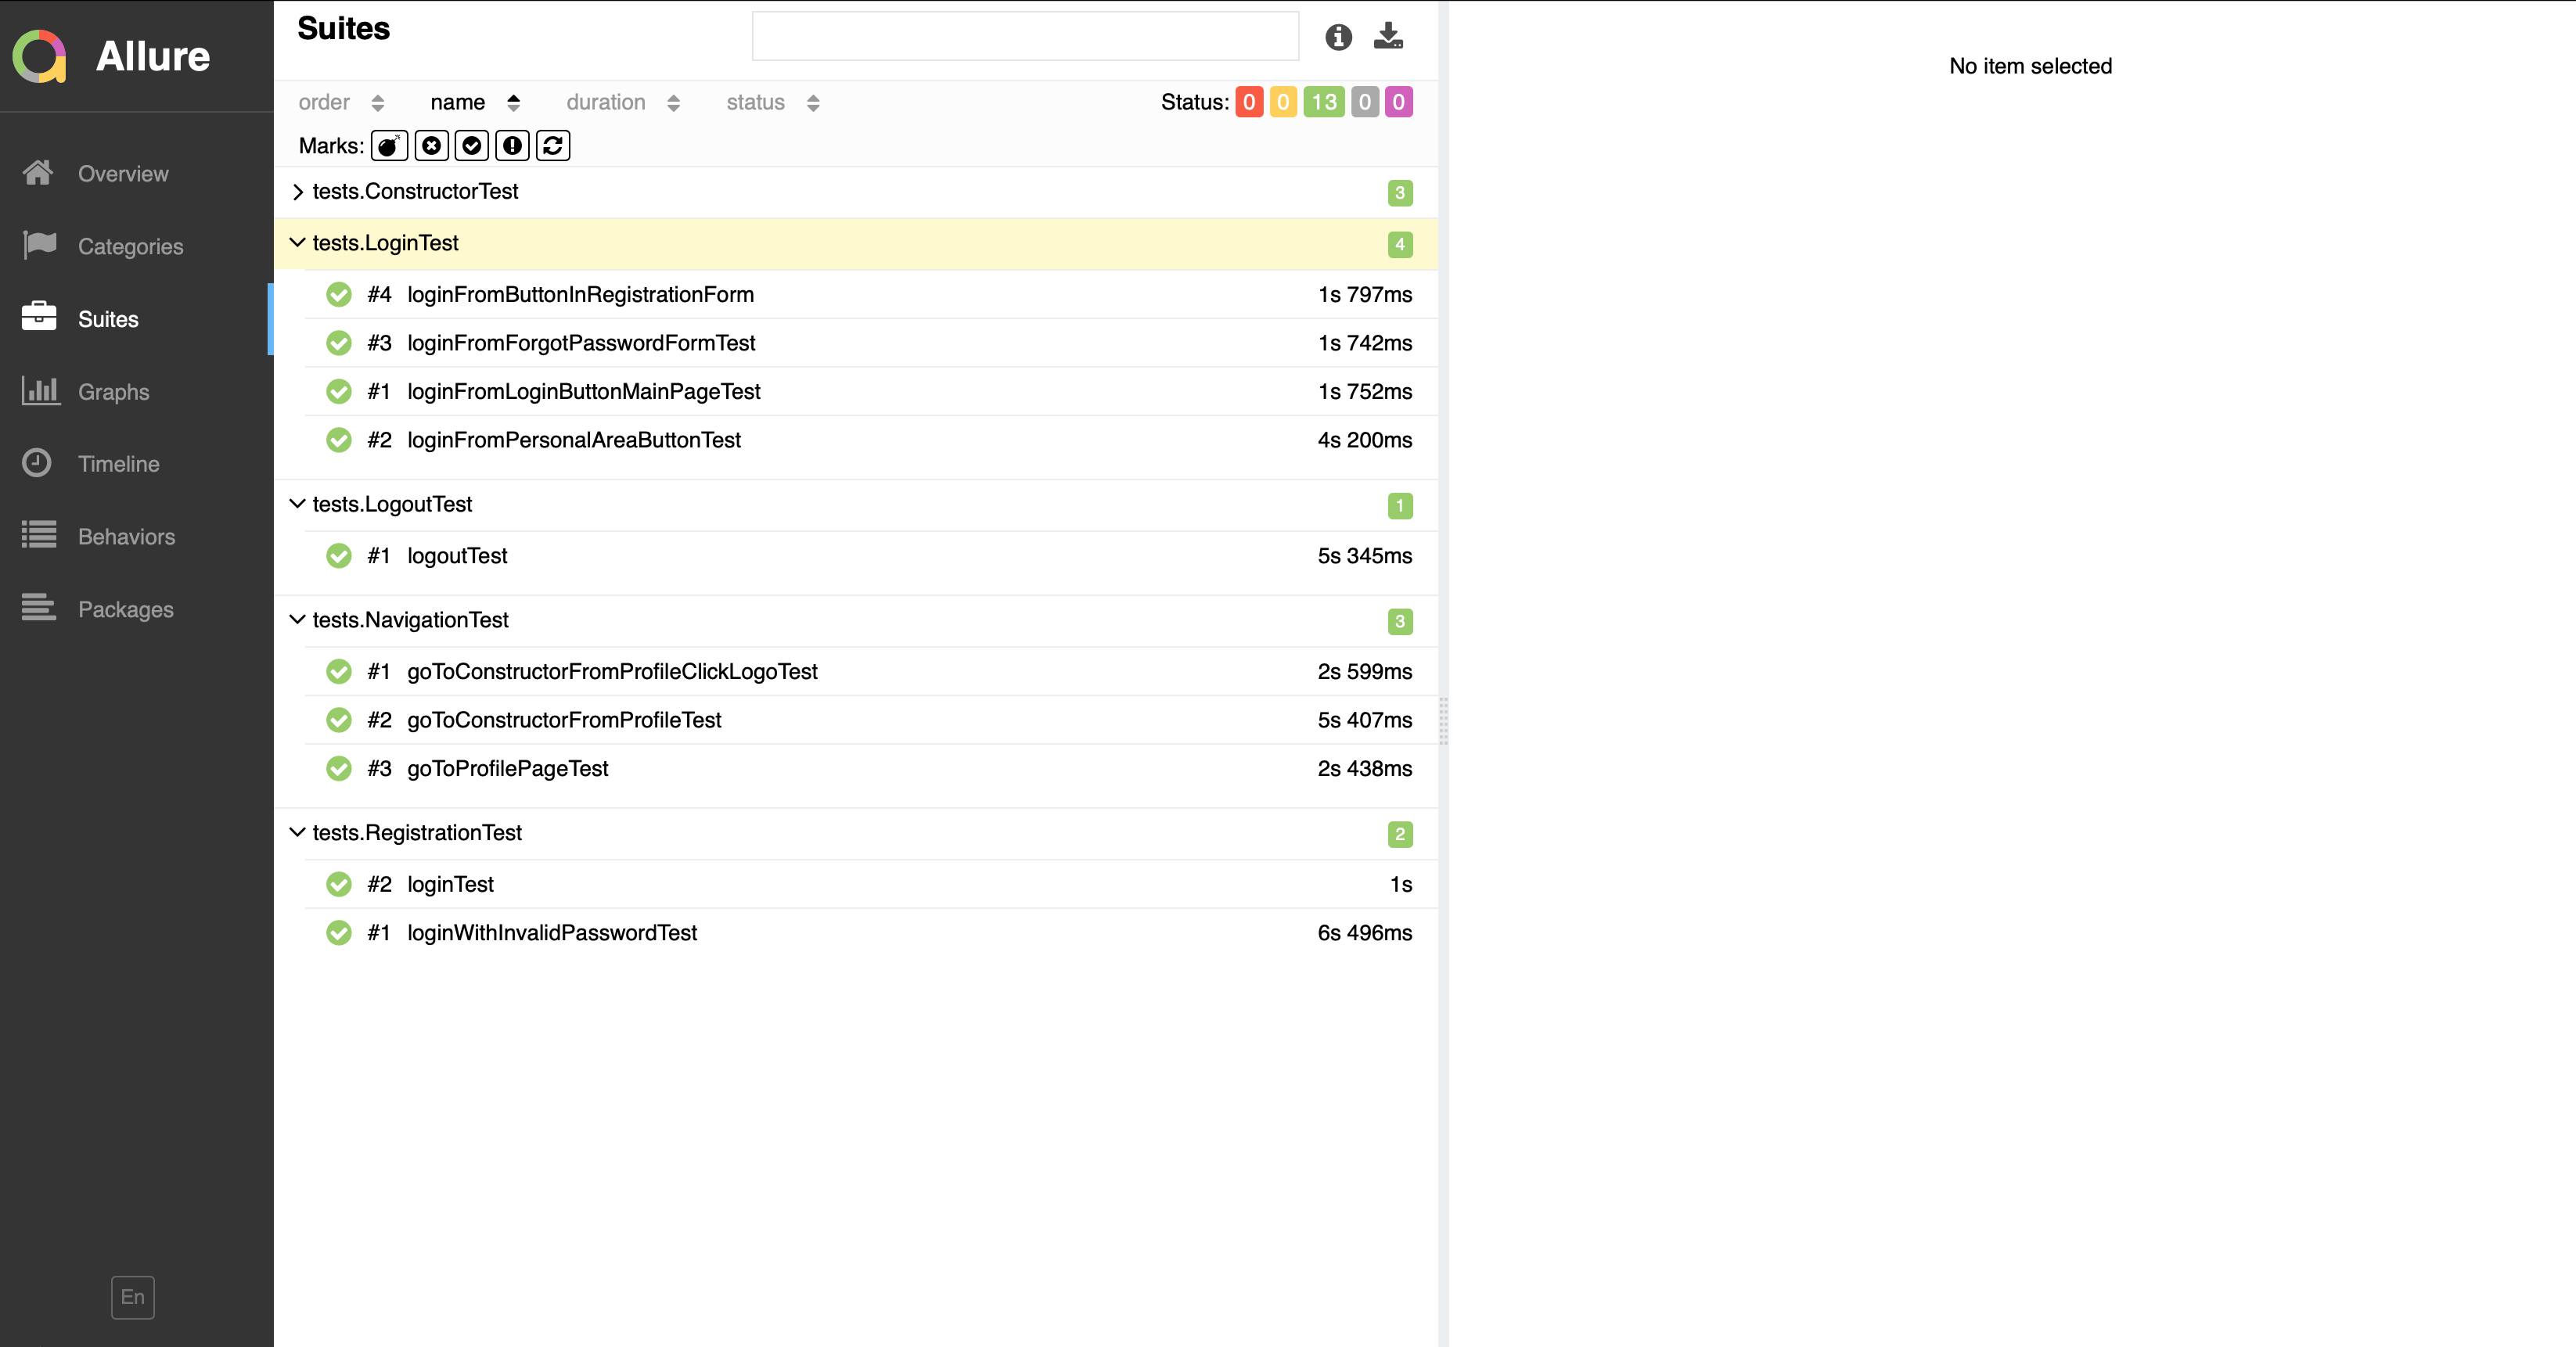 Allure
Overview
Categories
Suites
Graphs
Timeline
Behaviors
Packages
En
Suites
order name duration status Status: 0 0 13 0 0
Marks:
tests.ConstructorTest 3
tests.LoginTest 4
#4 loginFromButtonInRegistrationForm 1s 797ms
#3 loginFromForgotPasswordFormTest 1s 742ms
#1 loginFromLoginButtonMainPageTest 1s 752ms
#2 loginFromPersonalAreaButtonTest 4s 200ms
tests.LogoutTest 1
#1 logoutTest 5s 345ms
tests.NavigationTest 3
#1 goToConstructorFromProfileClickLogoTest 2s 599ms
#2 goToConstructorFromProfileTest 5s 407ms
#3 goToProfilePageTest 2s 438ms
tests.RegistrationTest 2
#2 loginTest 1s
#1 loginWithInvalidPasswordTest 6s 496ms
No item selected